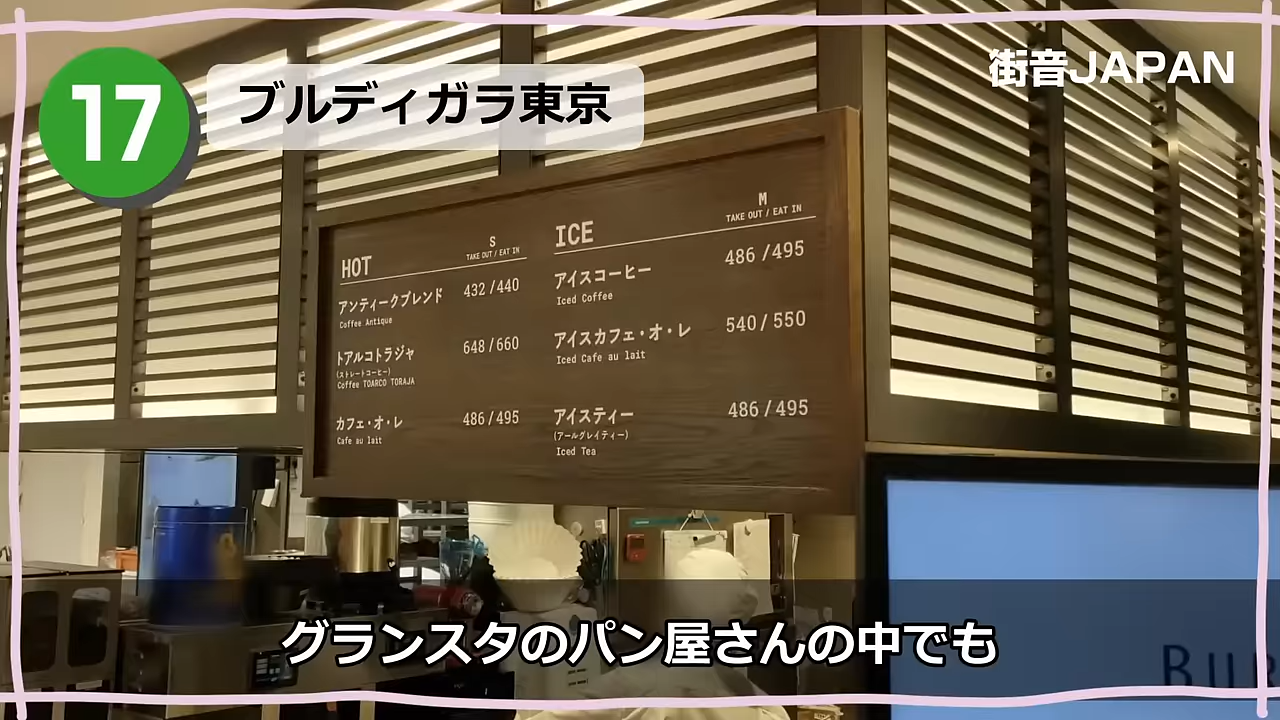 17
ブルディガラ東京
街音JAPAN
HOT
S
TAKE OUT / EAT IN
アンティークブレンド 432 / 440
Coffee Antique
トアルコトラジャ 648 / 660
(ストレートコーヒー)
Coffee TOARCO TORAJA
カフェ・オ・レ 486 / 495
Cafe au lait
ICE
M
TAKE OUT / EAT IN
アイスコーヒー 486 / 495
Iced Coffee
アイスカフェ・オ・レ 540 / 550
Iced Cafe au lait
アイスティー 486 / 495
(アールグレイティー)
Iced Tea
BUR
グランスタのパン屋さんの中でも